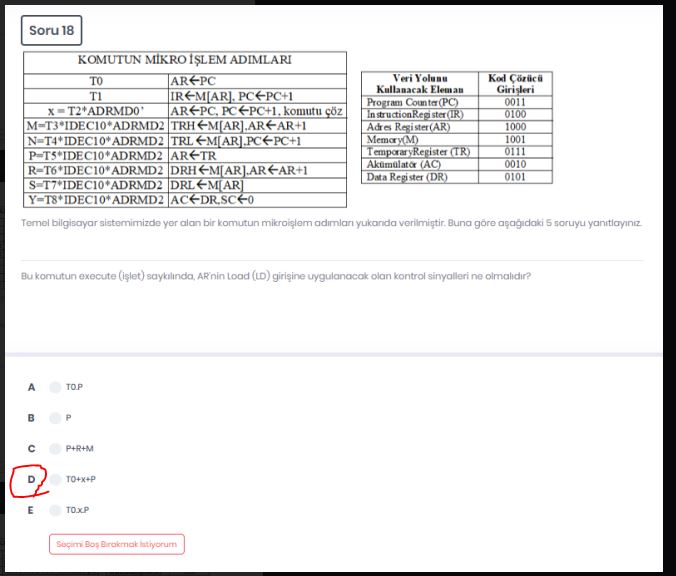 Soru 18
KOMUTUN MİKRO İŞLEM ADIMLARI
T0 AR←PC
T1 IR←M[AR], PC←PC+1
x = T2*ADRMD0' AR←PC, PC←PC+1, komutu çöz
M=T3*IDEC10*ADRMD2 TRH←M[AR],AR←AR+1
N=T4*IDEC10*ADRMD2 TRL←M[AR],PC←PC+1
P=T5*IDEC10*ADRMD2 AR←TR
R=T6*IDEC10*ADRMD2 DRH←M[AR],AR←AR+1
S=T7*IDEC10*ADRMD2 DRL←M[AR]
Y=T8*IDEC10*ADRMD2 AC←DR,SC←0
Veri Yolunu Kullanacak Eleman Kod Çözücü Girişleri
Program Counter(PC) 0011
InstructionRegister(IR) 0100
Adres Register(AR) 1000
Memory(M) 1001
TemporaryRegister (TR) 0111
Akümülatör (AC) 0010
Data Register (DR) 0101
Temel bilgisayar sistemimizde yer alan bir komutun mikroişlem adımları yukarıda verilmiştir. Buna göre aşağıdaki 5 soruyu yanıtlayınız.
Bu komutun execute (işlet) saykılında, AR'nin Load (LD) girişine uygulanacak olan kontrol sinyalleri ne olmalıdır?
A T0.P
B P
C P+R+M
D T0+x+P
E T0.x.P
Seçimi Boş Bırakmak İstiyorum